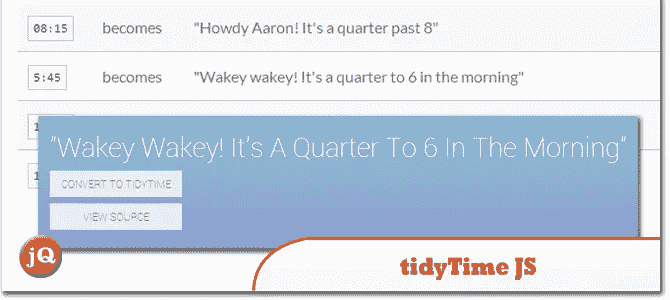 08:15 becomes "Howdy Aaron! It's a quarter past 8"
5:45 becomes "Wakey wakey! It's a quarter to 6 in the morning"
1
"Wakey Wakey! It's A Quarter To 6 In The Morning"
1
CONVERT TO TIDYTIME
VIEW SOURCE
jQ
tidyTime JS